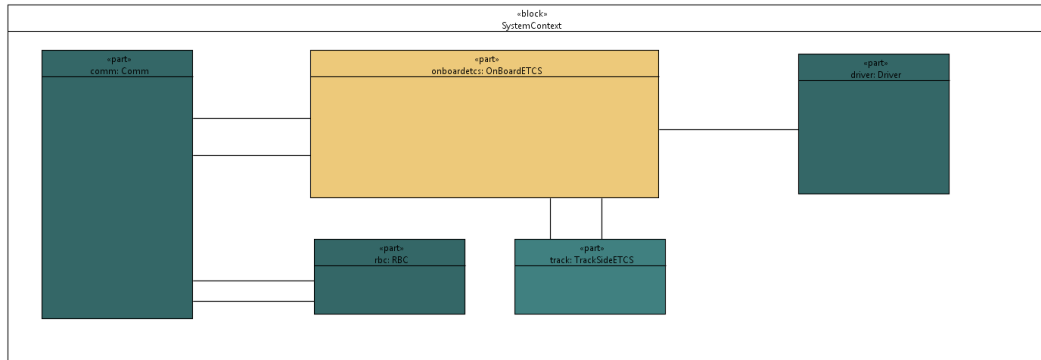 «block»
SystemContext
«part»
comm: Comm
«part»
onboardetcs: OnBoardETCS
«part»
driver: Driver
«part»
rbc: RBC
«part»
track: TrackSideETCS